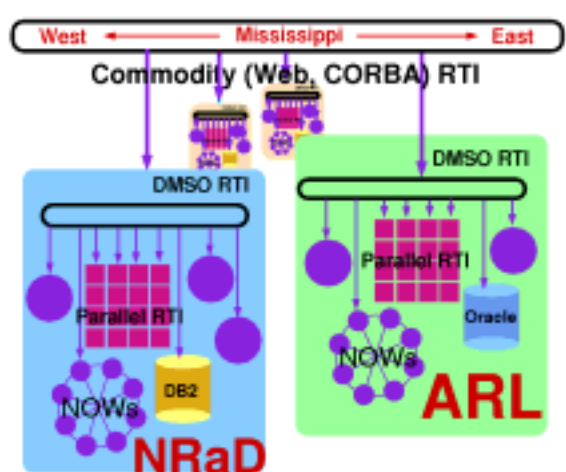 West Mississippi East
Commodity (Web, CORBA) RTI
DMSO RTI
Parallel RTI
NOWs
DB2
NRaD
DMSO RTI
Parallel RTI
Oracle
NOWs
ARL